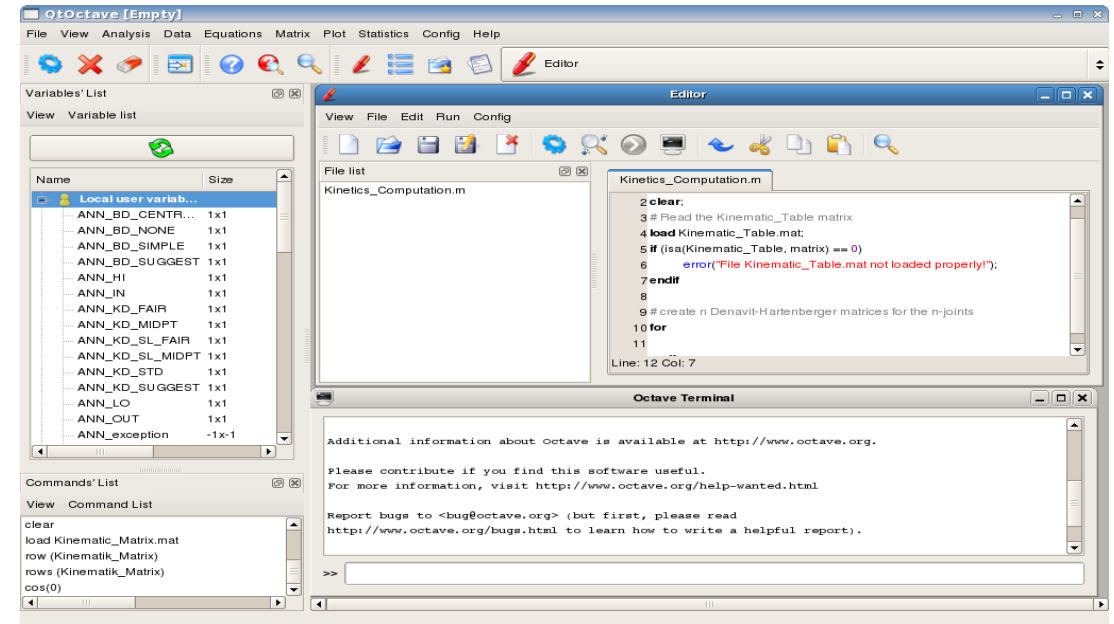 QtOctave [Empty]
File View Analysis Data Equations Matrix Plot Statistics Config Help
Editor
Variables' List
View Variable list
Name Size
Local user variab...
ANN_BD_CENTR... 1x1
ANN_BD_NONE 1x1
ANN_BD_SIMPLE 1x1
ANN_BD_SUGGEST 1x1
ANN_HI 1x1
ANN_IN 1x1
ANN_KD_FAIR 1x1
ANN_KD_MIDPT 1x1
ANN_KD_SL_FAIR 1x1
ANN_KD_SL_MIDPT 1x1
ANN_KD_STD 1x1
ANN_KD_SUGGEST 1x1
ANN_LO 1x1
ANN_OUT 1x1
ANN_exception -1x-1
Commands' List
View Command List
clear
load Kinematic_Matrix.mat
row (Kinematik_Matrix)
rows (Kinematik_Matrix)
cos(0)
Editor
View File Edit Run Config
File list
Kinetics_Computation.m
Kinetics_Computation.m
2 clear;
3 # Read the Kinematic_Table matrix
4 load Kinematic_Table.mat;
5 if (isa(Kinematic_Table, matrix) == 0)
6 error("File Kinematic_Table.mat not loaded properly!");
7 endif
8
9 # create n Denavit-Hartenberger matrices for the n-joints
10 for
11
Line: 12 Col: 7
Octave Terminal
Additional information about Octave is available at http://www.octave.org.
Please contribute if you find this software useful.
For more information, visit http://www.octave.org/help-wanted.html
Report bugs to <bug@octave.org> (but first, please read
http://www.octave.org/bugs.html to learn how to write a helpful report).
>>